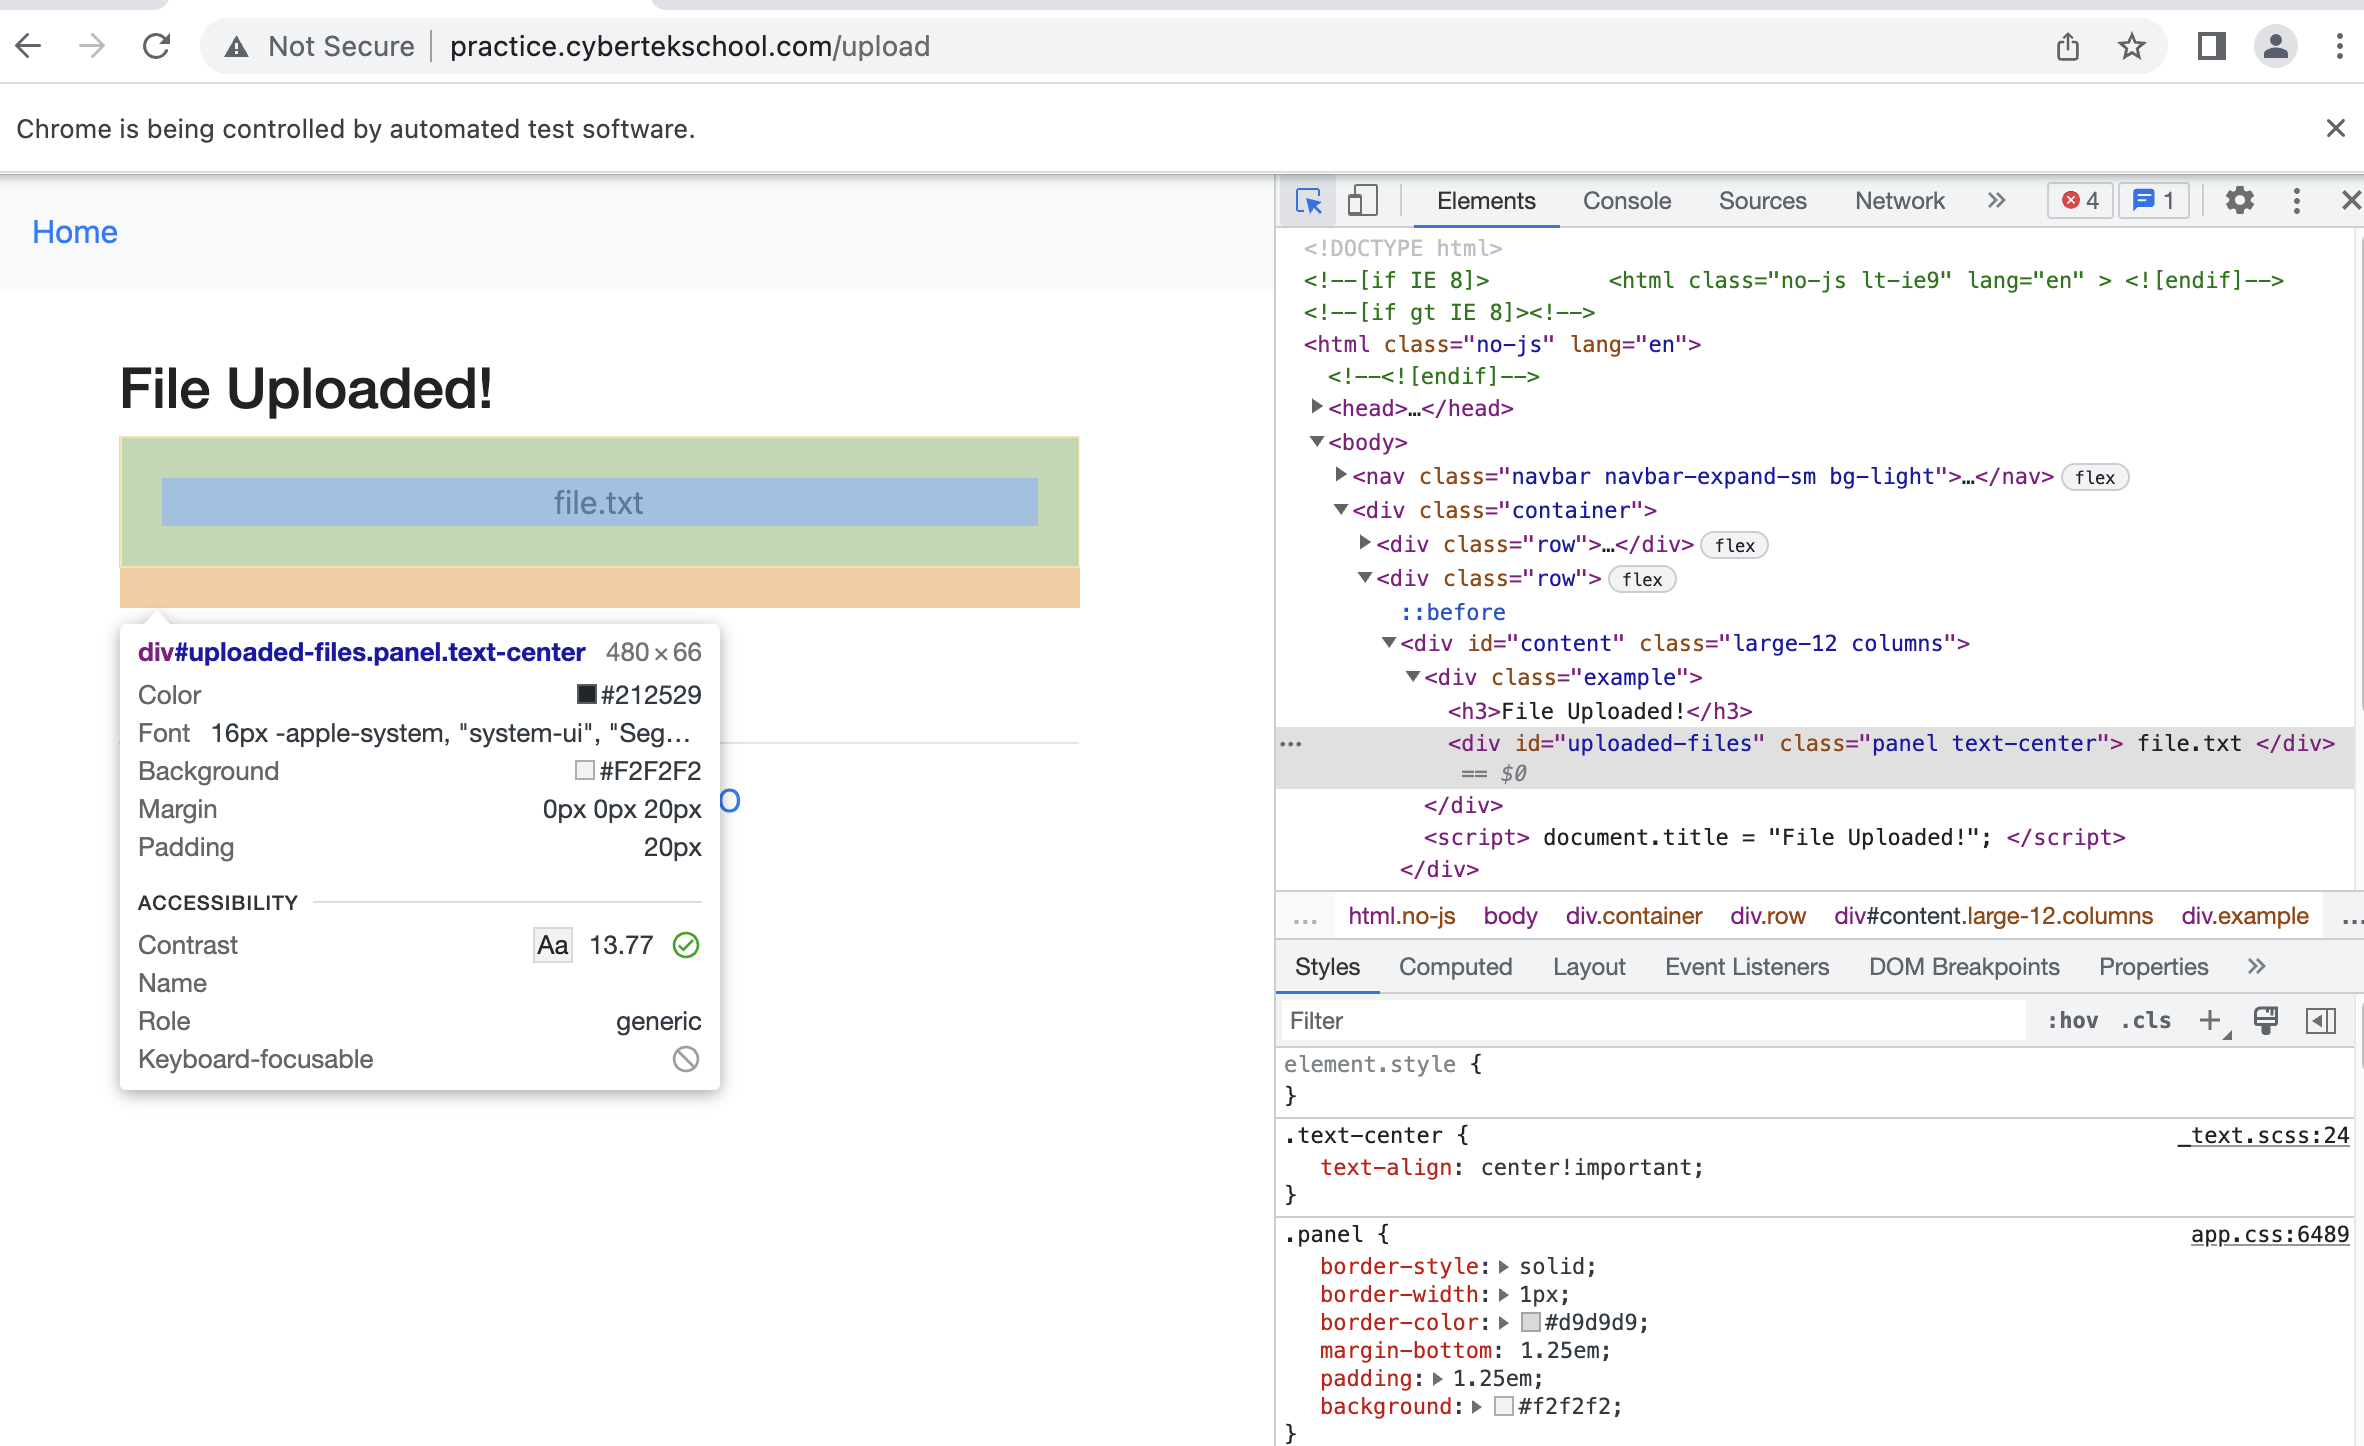 Not Secure practice.cybertekschool.com/upload
Chrome is being controlled by automated test software.
Home
File Uploaded!
file.txt
div#uploaded-files.panel.text-center 480 × 66
Color #212529
Font 16px -apple-system, "system-ui", "Seg…
Background #F2F2F2
Margin 0px 0px 20px
Padding 20px
ACCESSIBILITY
Contrast Aa 13.77
Name
Role generic
Keyboard-focusable
Elements Console Sources Network » 4 1
<!DOCTYPE html>
<!--[if IE 8]> <html class="no-js lt-ie9" lang="en" > <![endif]-->
<!--[if gt IE 8]><!-->
<html class="no-js" lang="en">
<!--<![endif]-->
<head>…</head>
<body>
<nav class="navbar navbar-expand-sm bg-light">…</nav> flex
<div class="container">
<div class="row">…</div> flex
<div class="row"> flex
::before
<div id="content" class="large-12 columns">
<div class="example">
<h3>File Uploaded!</h3>
<div id="uploaded-files" class="panel text-center"> file.txt </div>
== $0
</div>
<script> document.title = "File Uploaded!"; </script>
</div>
... html.no-js body div.container div.row div#content.large-12.columns div.example ...
Styles Computed Layout Event Listeners DOM Breakpoints Properties »
Filter :hov .cls +
element.style {
}
.text-center { _text.scss:24
text-align: center!important;
}
.panel { app.css:6489
border-style: solid;
border-width: 1px;
border-color: #d9d9d9;
margin-bottom: 1.25em;
padding: 1.25em;
background: #f2f2f2;
}